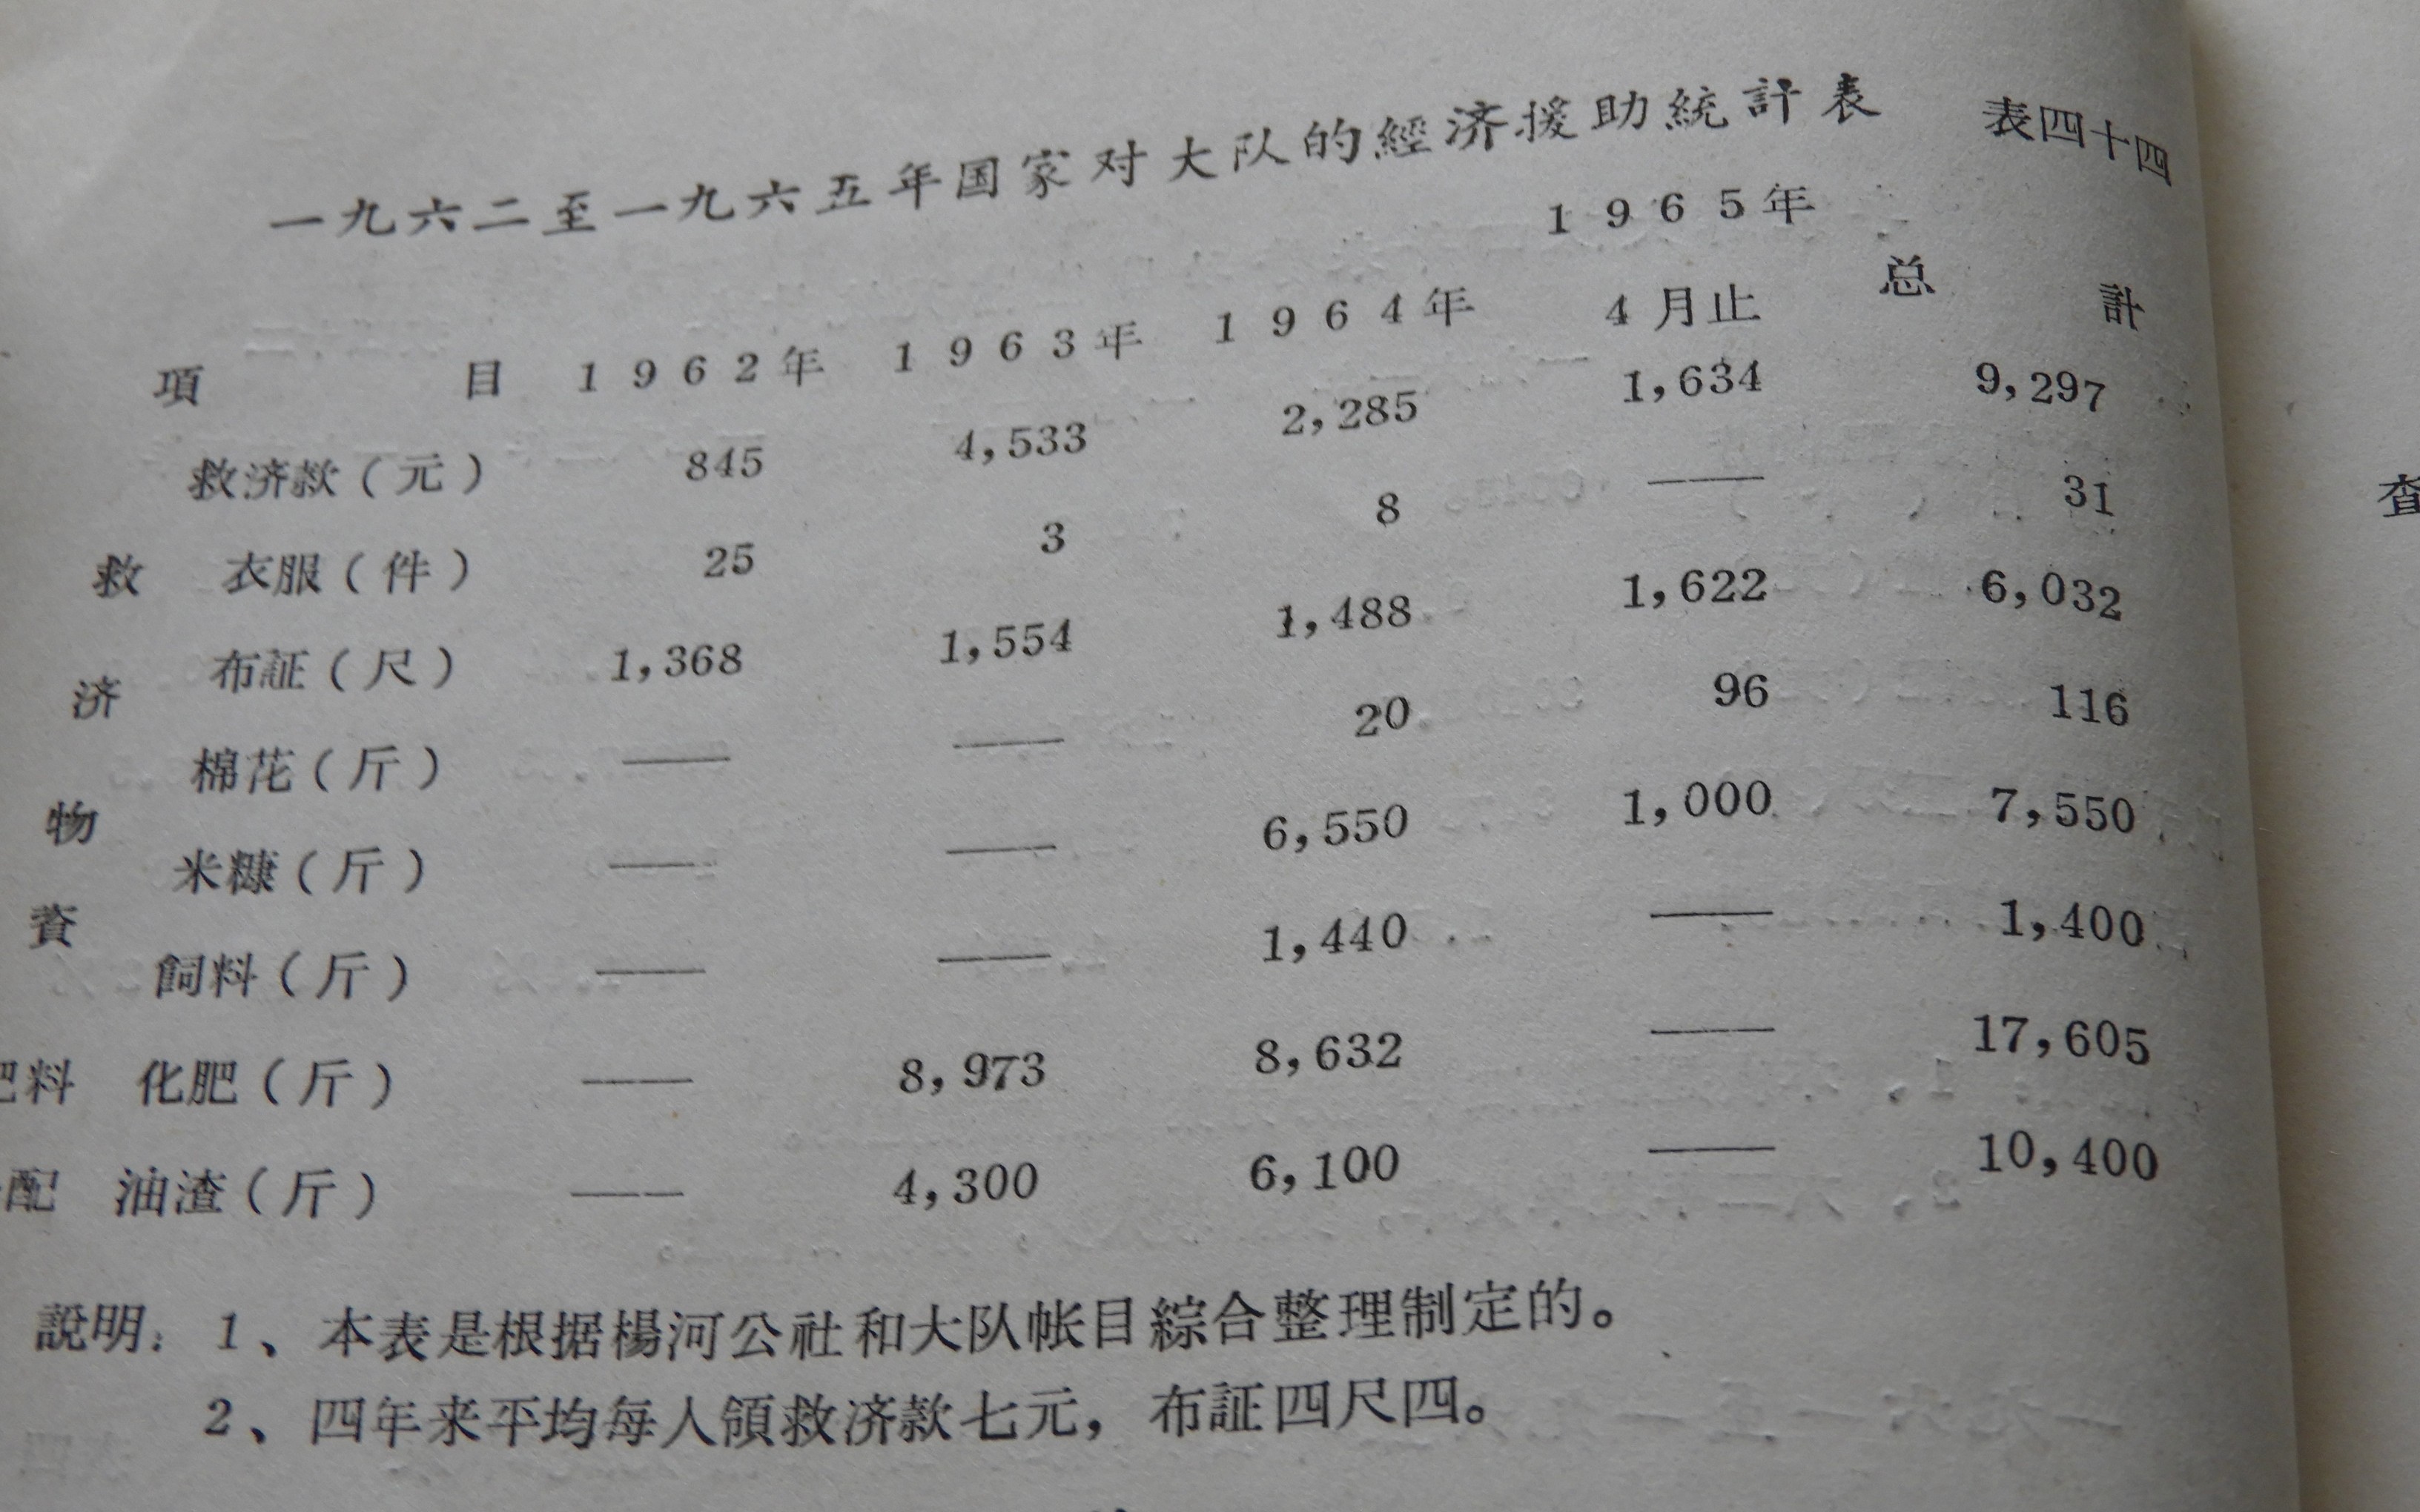 表四十四
一九六二至一九六五年国家对大队的經济援助統計表
項 目 1962年 1963年 1964年 1965年4月止 总 計
救济款(元) 845 4,533 2,285 1,634 9,297
救 衣服(件) 25 3 8 —— 31
布証(尺) 1,368 1,554 1,488 1,622 6,032
济 棉花(斤) —— —— 20 96 116
物 米糠(斤) —— —— 6,550 1,000 7,550
資 飼料(斤) —— —— 1,440 —— 1,400
肥料 化肥(斤) —— 8,973 8,632 —— 17,605
配 油渣(斤) —— 4,300 6,100 —— 10,400
說明: 1、本表是根据楊河公社和大队帐目綜合整理制定的。
2、四年来平均每人領救济款七元，布証四尺四。